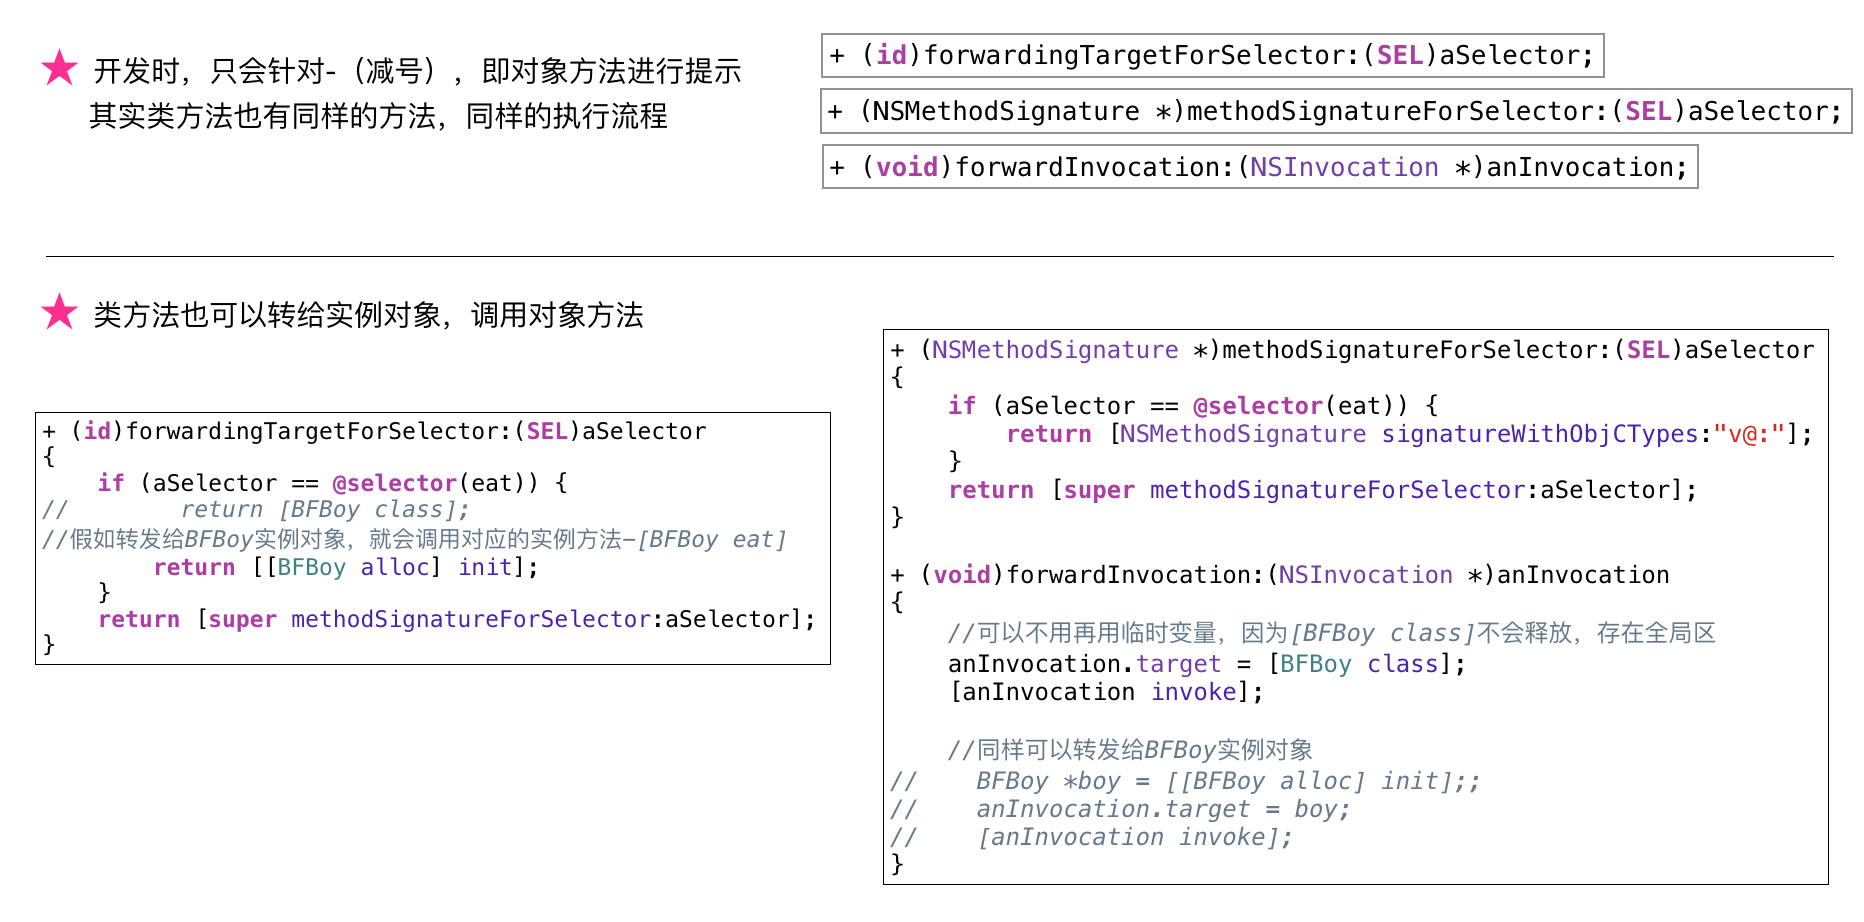 开发时，只会针对-（减号），即对象方法进行提示
其实类方法也有同样的方法，同样的执行流程
+ (id)forwardingTargetForSelector:(SEL)aSelector;
+ (NSMethodSignature *)methodSignatureForSelector:(SEL)aSelector;
+ (void)forwardInvocation:(NSInvocation *)anInvocation;
类方法也可以转给实例对象，调用对象方法
+ (id)forwardingTargetForSelector:(SEL)aSelector
{
    if (aSelector == @selector(eat)) {
//        return [BFBoy class];
//假如转发给BFBoy实例对象，就会调用对应的实例方法-[BFBoy eat]
        return [[BFBoy alloc] init];
    }
    return [super methodSignatureForSelector:aSelector];
}
+ (NSMethodSignature *)methodSignatureForSelector:(SEL)aSelector
{
    if (aSelector == @selector(eat)) {
        return [NSMethodSignature signatureWithObjCTypes:"v@:"];
    }
    return [super methodSignatureForSelector:aSelector];
}
+ (void)forwardInvocation:(NSInvocation *)anInvocation
{
    //可以不用再用临时变量，因为[BFBoy class]不会释放，存在全局区
    anInvocation.target = [BFBoy class];
    [anInvocation invoke];
    //同样可以转发给BFBoy实例对象
//    BFBoy *boy = [[BFBoy alloc] init];;
//    anInvocation.target = boy;
//    [anInvocation invoke];
}